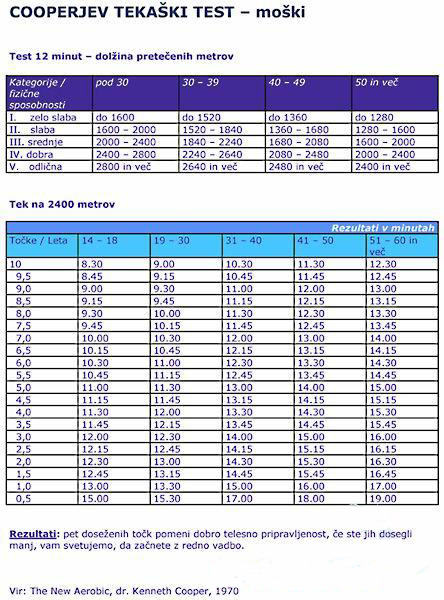 COOPERJEV TEKAŠKI TEST – moški
Test 12 minut – dolžina pretečenih metrov
Kategorije / fizične sposobnosti pod 30 30 – 39 40 – 49 50 in več
I. zelo slaba do 1600 do 1520 do 1360 do 1280
II. slaba 1600 – 2000 1520 – 1840 1360 – 1680 1280 – 1600
III. srednje 2000 – 2400 1840 – 2240 1680 – 2080 1600 – 2000
IV. dobra 2400 – 2800 2240 – 2640 2080 – 2480 2000 – 2400
V. odlična 2800 in več 2640 in več 2480 in več 2400 in več
Tek na 2400 metrov
Rezultati v minutah
Točke / Leta 14 – 18 19 – 30 31 – 40 41 – 50 51 – 60 in več
10 8.30 9.00 10.30 11.30 12.30
9,5 8.45 9.15 10.45 11.45 12.45
9,0 9.00 9.30 11.00 12.00 13.00
8,5 9.15 9.45 11.15 12.15 13.15
8,0 9.30 10.00 11.30 12.30 13.30
7,5 9.45 10.15 11.45 12.45 13.45
7,0 10.00 10.30 12.00 13.00 14.00
6,5 10.15 10.45 12.15 13.15 14.15
6,0 10.30 11.00 12.30 13.30 14.30
5,5 10.45 11.15 12.45 13.45 14.45
5,0 11.00 11.30 13.00 14.00 15.00
4,5 11.15 11.45 13.15 14.15 15.15
4,0 11.30 12.00 13.30 14.30 15.30
3,5 11.45 12.15 13.45 14.45 15.45
3,0 12.00 12.30 14.00 15.00 16.00
2,5 12.15 12.45 14.15 15.15 16.15
2,0 12.30 13.00 14.30 15.30 16.30
1,5 12.45 13.15 14.45 15.45 16.45
1,0 13.00 13.30 15.00 16.00 17.00
0,5 15.00 15.30 17.00 18.00 19.00
Rezultati: pet doseženih točk pomeni dobro telesno pripravljenost, če ste jih dosegli
manj, vam svetujemo, da začnete z redno vadbo.
Vir: The New Aerobic, dr. Kenneth Cooper, 1970